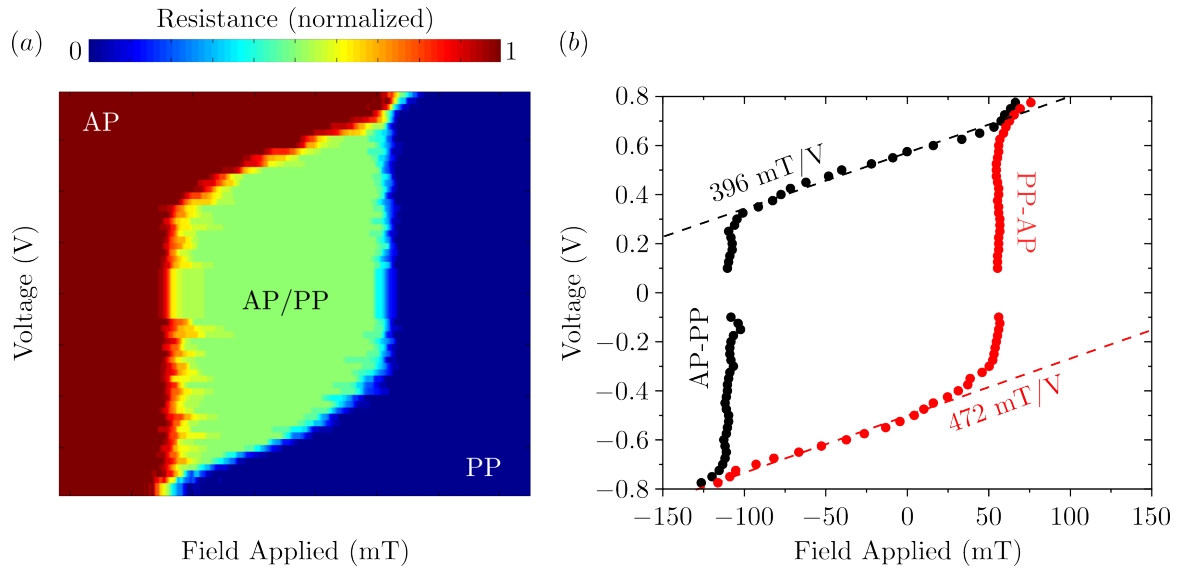 (a)
Resistance (normalized)
0
1
AP
AP/PP
PP
Voltage (V)
Field Applied (mT)
(b)
0.8
0.6
0.4
0.2
0
−0.2
−0.4
−0.6
−0.8
−150
−100
−50
0
50
100
150
Voltage (V)
Field Applied (mT)
396 mT/V
PP-AP
AP-PP
472 mT/V